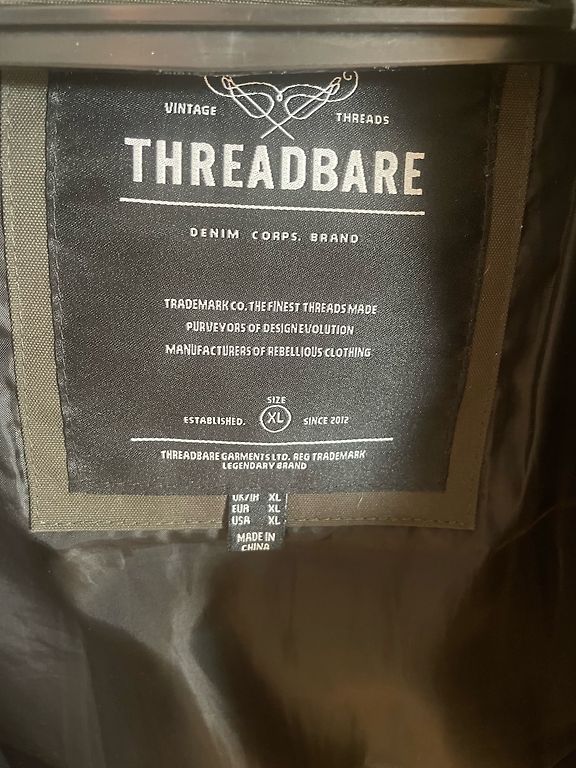 VINTAGE THREADS
THREADBARE
DENIM CORPS. BRAND
TRADEMARK CO. THE FINEST THREADS MADE
PURVEYORS OF DESIGN EVOLUTION
MANUFACTURERS OF REBELLIOUS CLOTHING
SIZE
ESTABLISHED. XL SINCE 2012
THREADBARE GARMENTS LTD. REG TRADEMARK
LEGENDARY BRAND
UK/IR XL
EUR XL
USA XL
MADE IN
CHINA